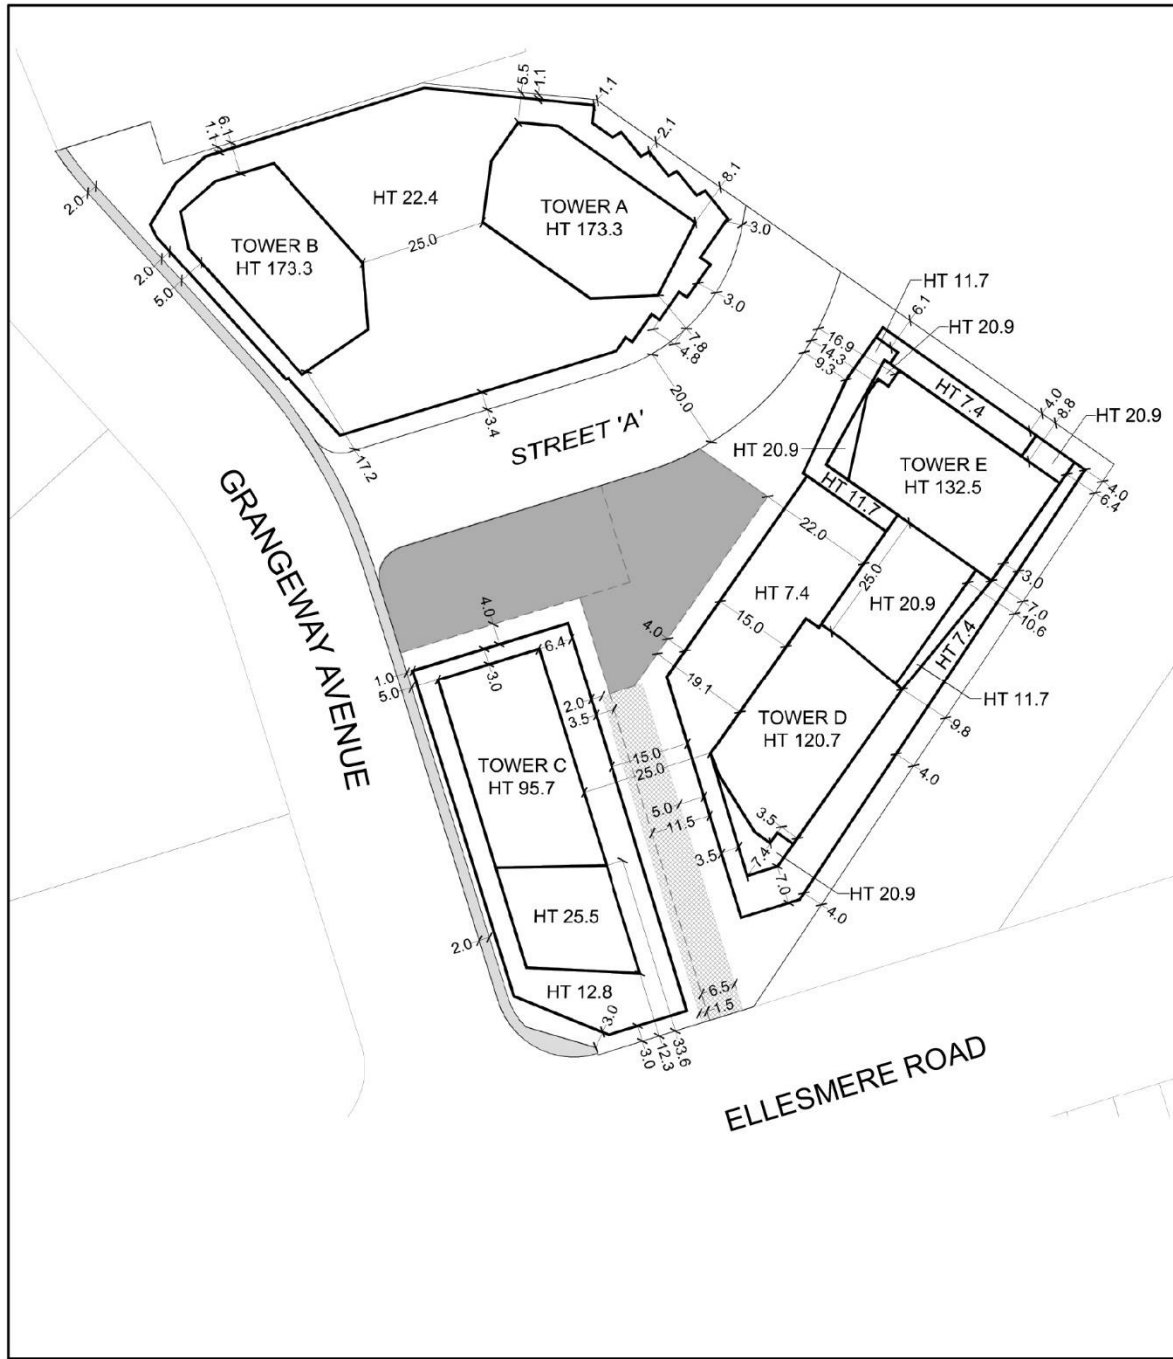 5.5
1.1
1.1
6.1
1.1
2.1
8.1
2.0
HT 22.4
TOWER A
HT 173.3
3.0
TOWER B
HT 173.3
25.0
2.0
5.0
3.0
HT 11.7
6.1
HT 20.9
7.8
4.8
16.9
14.3
9.3
20.0
HT 7.4
3.4
4.0
8.8
HT 20.9
STREET 'A'
17.2
HT 20.9
TOWER E
HT 132.5
4.0
6.4
GRANGEWAY AVENUE
HT 11.7
22.0
25.0
3.0
7.0
10.6
HT 7.4
HT 20.9
HT 7.4
15.0
4.0
4.0
6.4
3.0
1.0
5.0
19.1
HT 11.7
2.0
3.5
9.8
TOWER D
HT 120.7
15.0
25.0
TOWER C
HT 95.7
4.0
5.0
11.5
3.5
3.5
7.4
7.0
HT 20.9
4.0
HT 25.5
2.0
HT 12.8
6.5
1.5
3.0
3.0
12.3
33.6
ELLESMERE ROAD